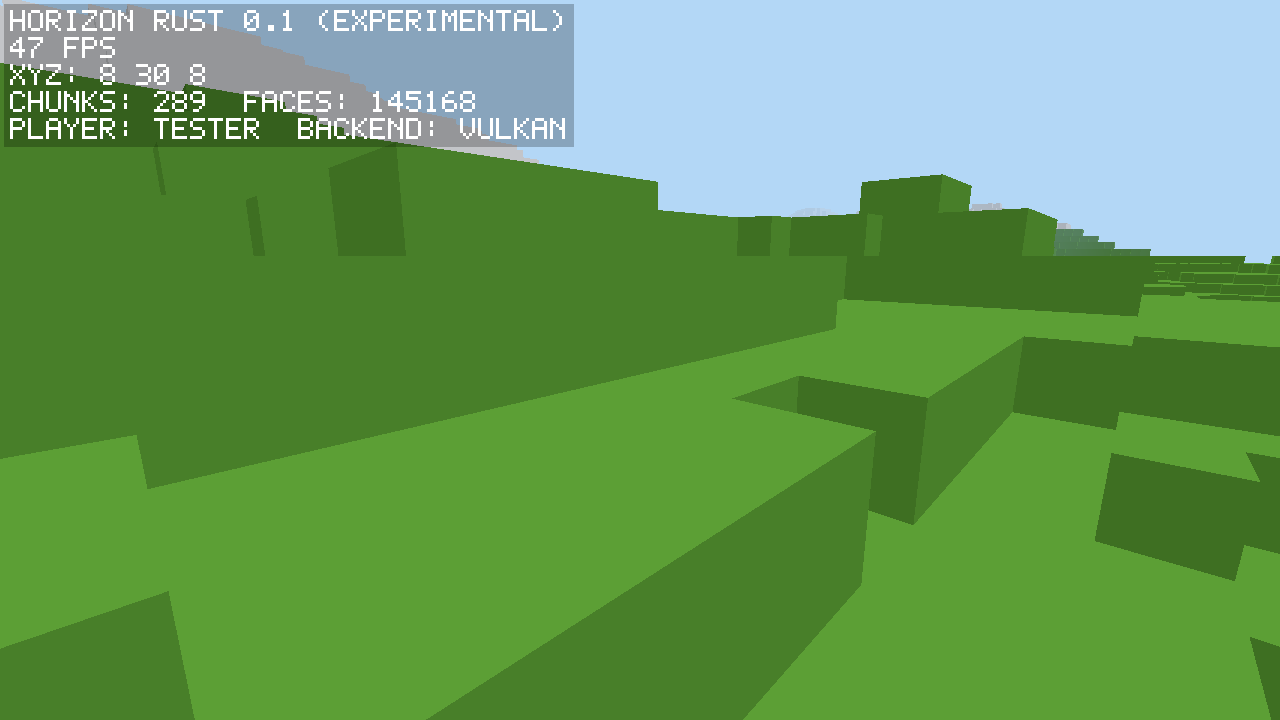 HORIZON RUST 0.1 (EXPERIMENTAL)
47 FPS
XYZ: 8 30 8
CHUNKS: 289  FACES: 145168
PLAYER: TESTER  BACKEND: VULKAN